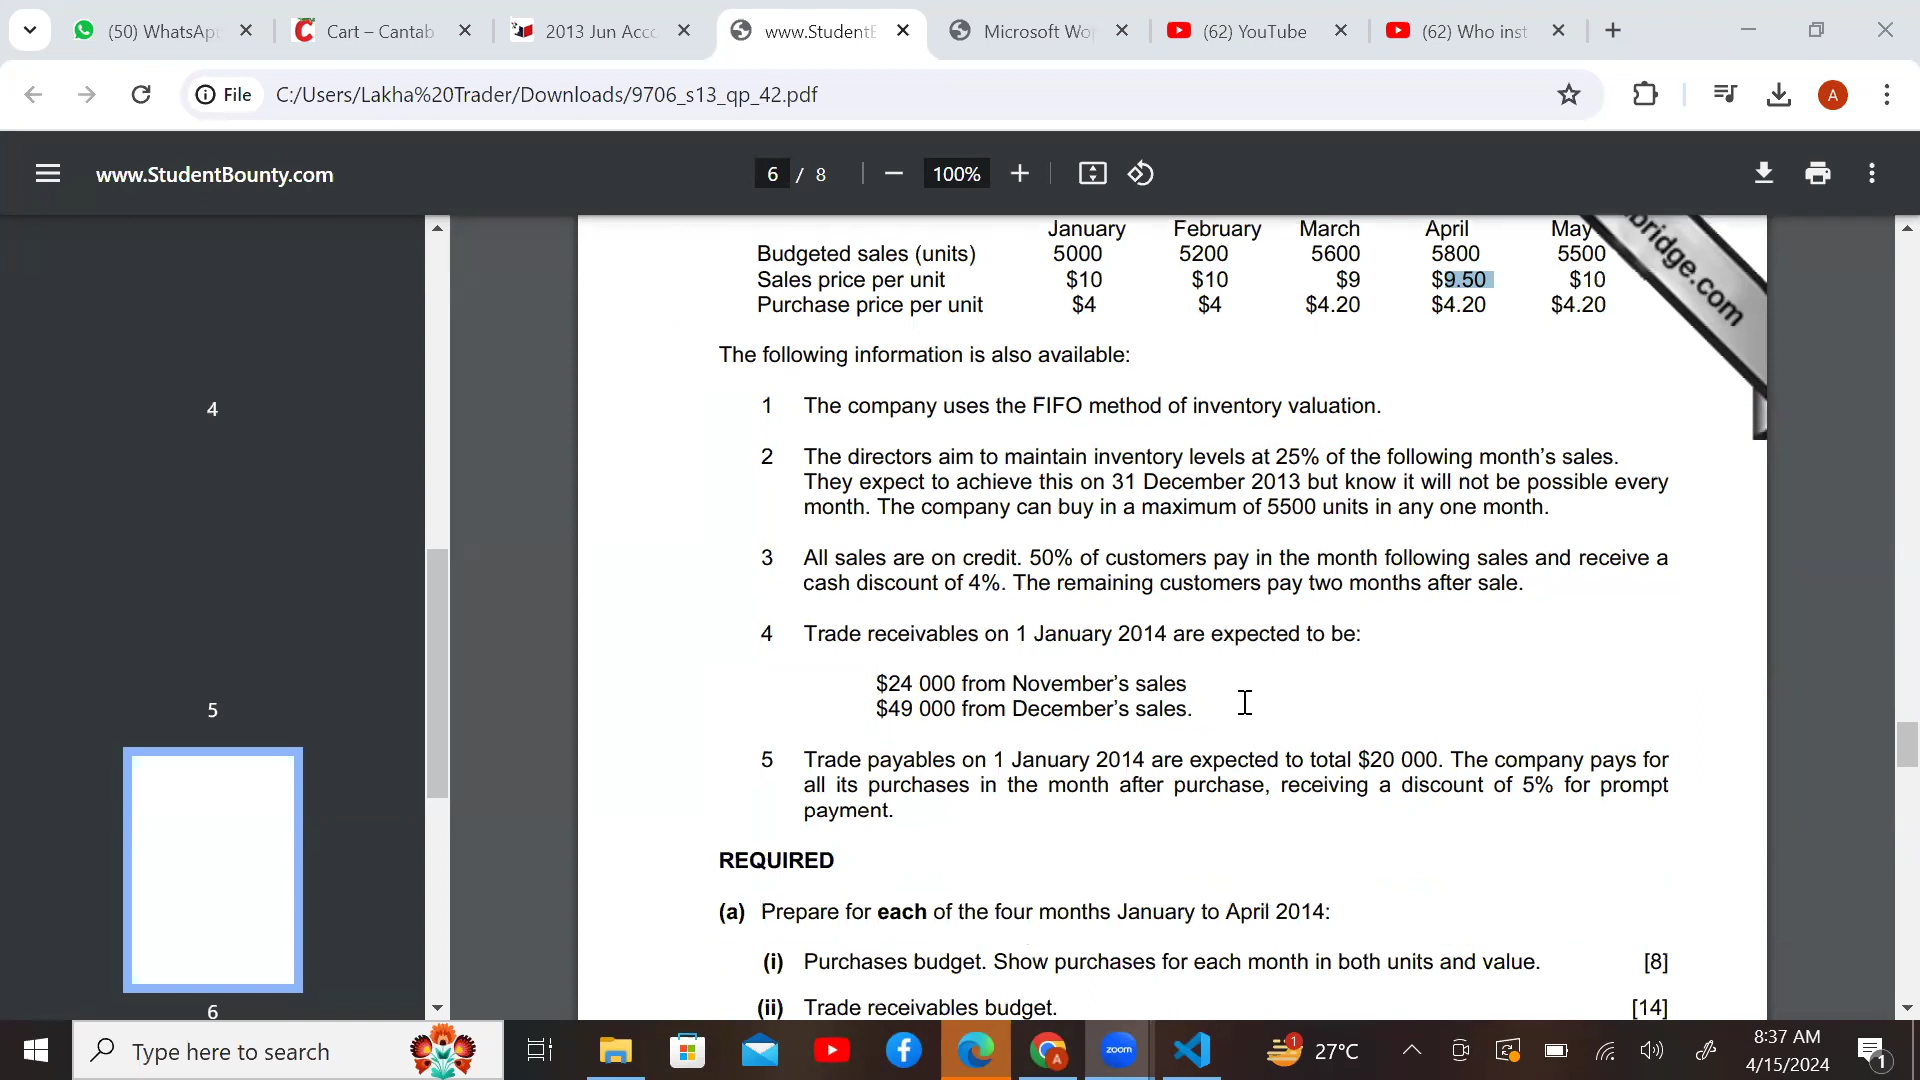 (50) WhatsAp
Cart – Cantab
2013 Jun Acc
www.StudentB
Microsoft Wo
(62) YouTube
(62) Who inst
File
C:/Users/Lakha%20Trader/Downloads/9706_s13_qp_42.pdf
A
www.StudentBounty.com
6 / 8
100%
4
5
6
January February March April May
Budgeted sales (units) 5000 5200 5600 5800 5500
Sales price per unit $10 $10 $9 $9.50 $10
Purchase price per unit $4 $4 $4.20 $4.20 $4.20
bridge.com
The following information is also available:
1 The company uses the FIFO method of inventory valuation.
2 The directors aim to maintain inventory levels at 25% of the following month's sales.
They expect to achieve this on 31 December 2013 but know it will not be possible every
month. The company can buy in a maximum of 5500 units in any one month.
3 All sales are on credit. 50% of customers pay in the month following sales and receive a
cash discount of 4%. The remaining customers pay two months after sale.
4 Trade receivables on 1 January 2014 are expected to be:
$24 000 from November's sales
$49 000 from December's sales.
5 Trade payables on 1 January 2014 are expected to total $20 000. The company pays for
all its purchases in the month after purchase, receiving a discount of 5% for prompt
payment.
REQUIRED
(a) Prepare for each of the four months January to April 2014:
(i) Purchases budget. Show purchases for each month in both units and value. [8]
(ii) Trade receivables budget. [14]
Type here to search
A
zoom
1
27°C
8:37 AM
4/15/2024
1